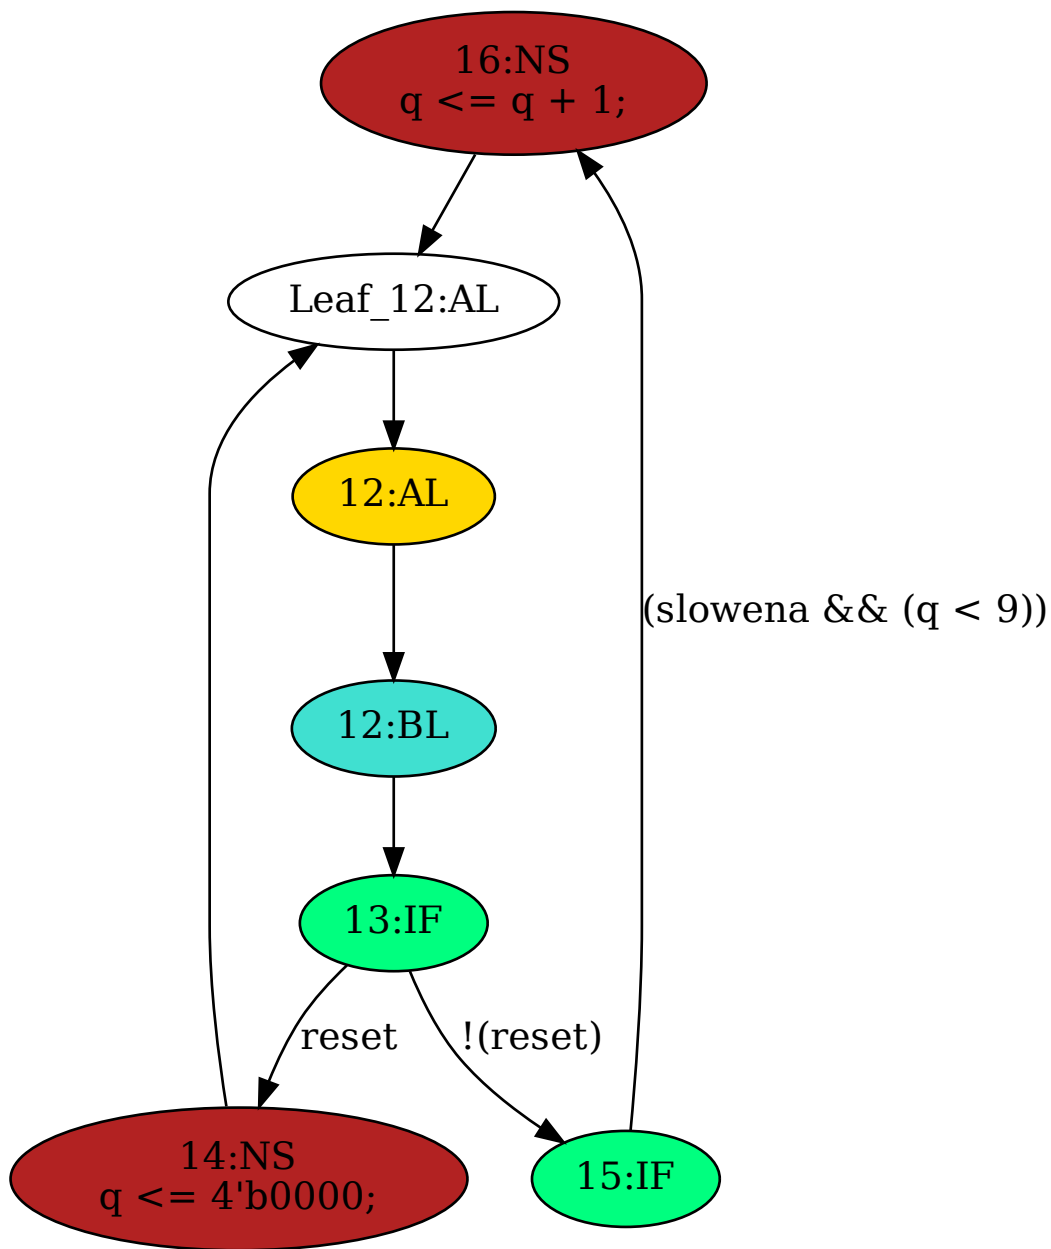 16:NS
q <= q + 1;
Leaf_12:AL
12:AL
(slowena && (q < 9))
12:BL
13:IF
reset
!(reset)
14:NS
q <= 4'b0000;
15:IF